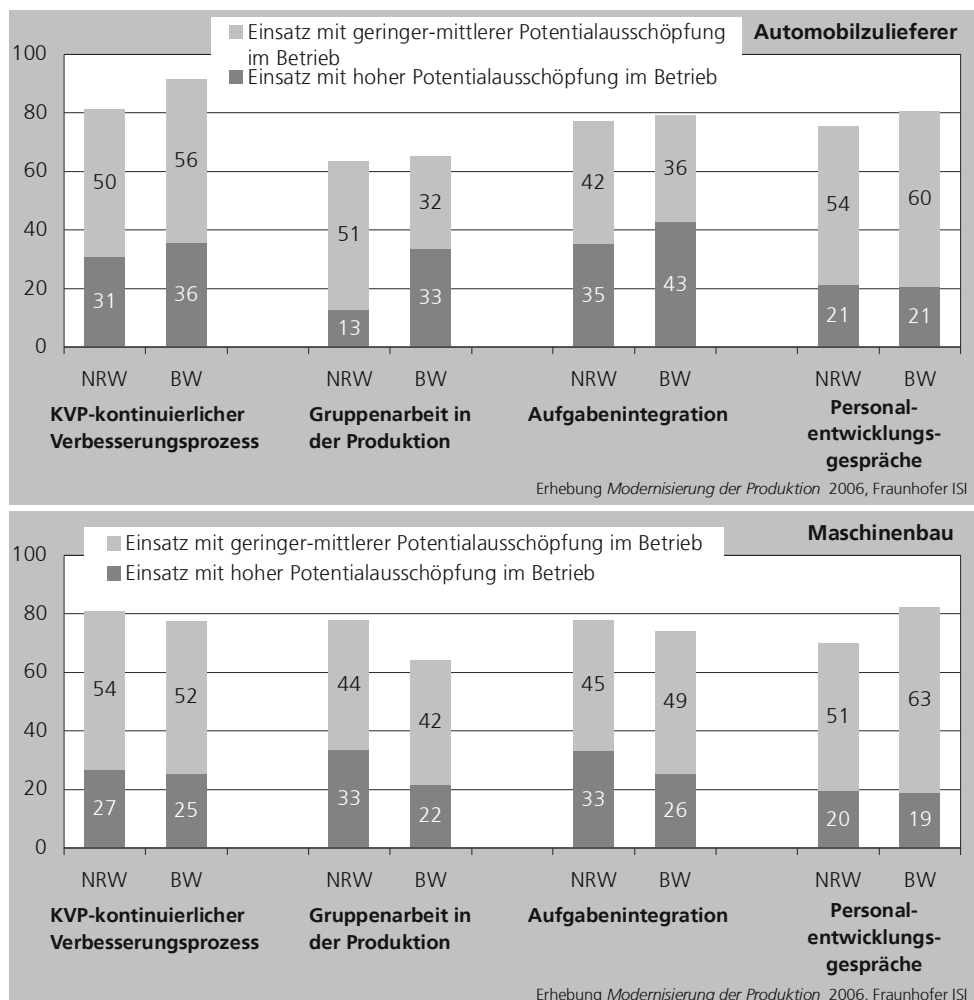 Einsatz mit geringer-mittlerer Potentialausschöpfung
im Betrieb
Einsatz mit hoher Potentialausschöpfung im Betrieb
Automobilzulieferer
100
80
60
40
20
0
50
31
56
36
51
13
32
33
42
35
36
43
54
21
60
21
NRW BW NRW BW NRW BW NRW BW
KVP-kontinuierlicher
Verbesserungsprozess
Gruppenarbeit in
der Produktion
Aufgabenintegration
Personal-
entwicklungs-
gespräche
Erhebung Modernisierung der Produktion 2006, Fraunhofer ISI
Maschinenbau
Einsatz mit geringer-mittlerer Potentialausschöpfung im Betrieb
Einsatz mit hoher Potentialausschöpfung im Betrieb
100
80
60
40
20
0
54
27
52
25
44
33
42
22
45
33
49
26
51
20
63
19
NRW BW NRW BW NRW BW NRW BW
KVP-kontinuierlicher
Verbesserungsprozess
Gruppenarbeit in
der Produktion
Aufgabenintegration
Personal-
entwicklungs-
gespräche
Erhebung Modernisierung der Produktion 2006, Fraunhofer ISI